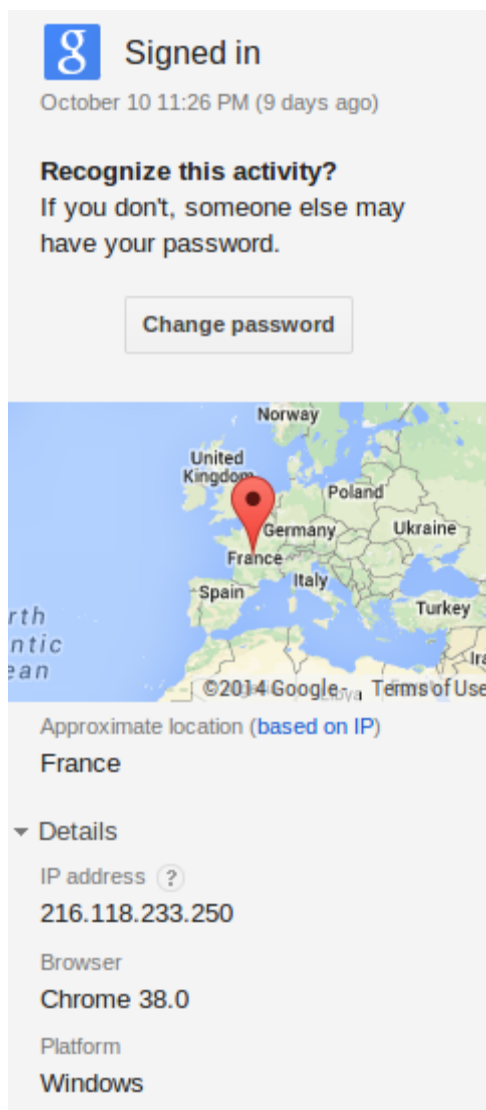 g Signed in
October 10 11:26 PM (9 days ago)
Recognize this activity?
If you don't, someone else may
have your password.
Change password
Norway
United
Kingdom
Poland
Germany
Ukraine
France
Italy
Spain
Turkey
rth
ntic
ean
Ira
©2014 Google
Terms of Use
Approximate location (based on IP)
France
Details
IP address ?
216.118.233.250
Browser
Chrome 38.0
Platform
Windows